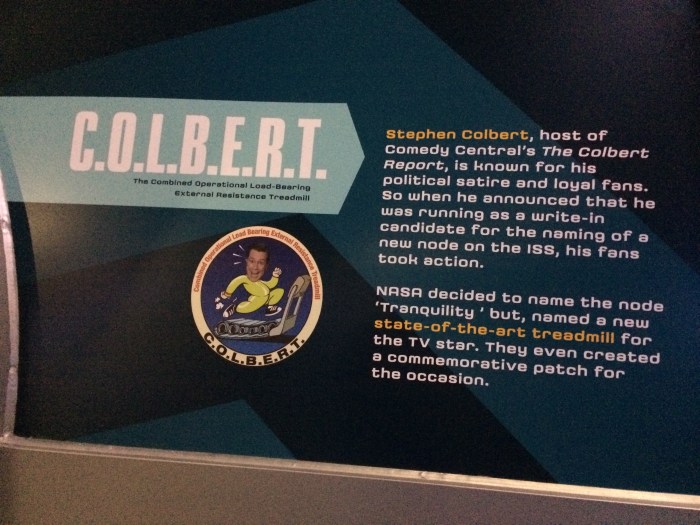 C.O.L.B.E.R.T.
The Combined Operational Load-Bearing
External Resistance Treadmill
Combined Operational Load Bearing External Resistance Treadmill
C.O.L.B.E.R.T.
Stephen Colbert, host of
Comedy Central's The Colbert
Report, is known for his
political satire and loyal fans.
So when he announced that he
was running as a write-in
candidate for the naming of a
new node on the ISS, his fans
took action.
NASA decided to name the node
'Tranquility ' but, named a new
state-of-the-art treadmill for
the TV star. They even created
a commemorative patch for
the occasion.